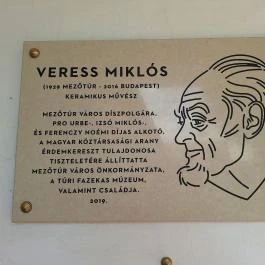 VERESS MIKLÓS
(1929 MEZŐTÚR - 2016 BUDAPEST)
KERAMIKUS MŰVÉSZ
MEZŐTÚR VÁROS DÍSZPOLGÁRA,
PRO URBE-, IZSÓ MIKLÓS-,
ÉS FERENCZY NOÉMI DÍJAS ALKOTÓ,
A MAGYAR KÖZTÁRSASÁGI ARANY
ÉRDEMKERESZT TULAJDONOSA
TISZTELETÉRE ÁLLÍTTATTA
MEZŐTÚR VÁROS ÖNKORMÁNYZATA,
A TÚRI FAZEKAS MÚZEUM,
VALAMINT CSALÁDJA.
2019.